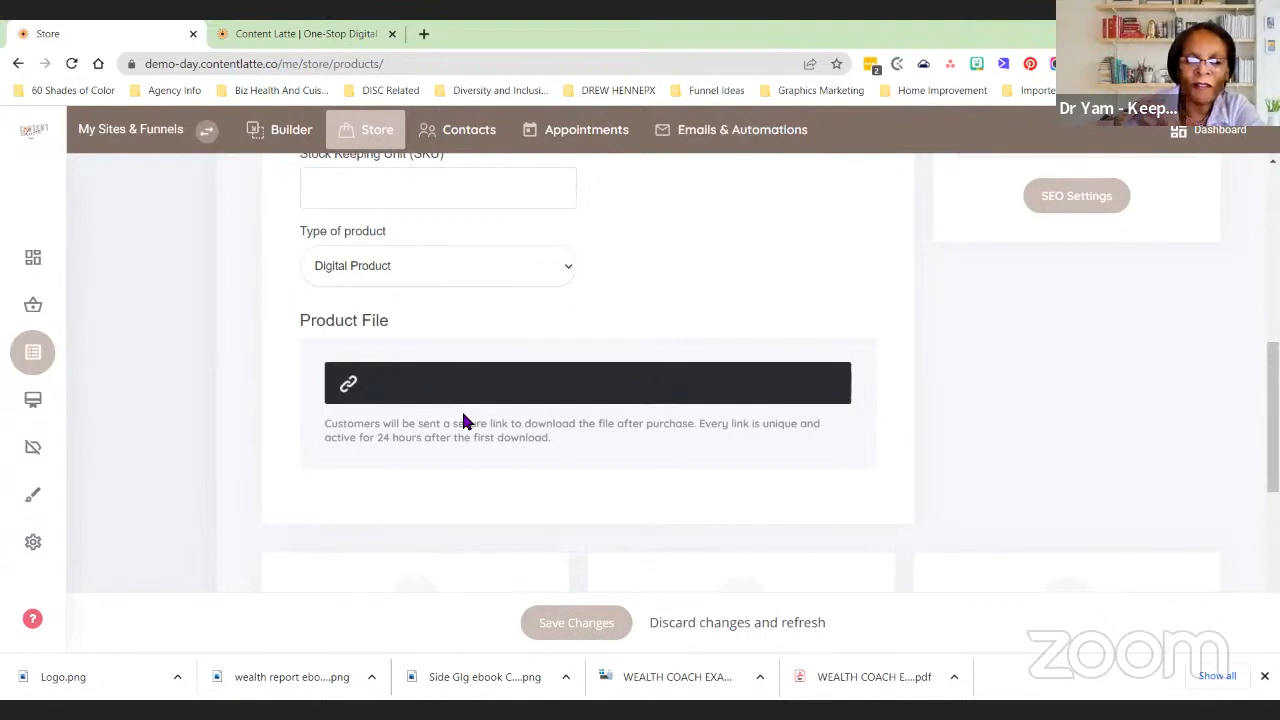 Store
Content Latte | One-Stop Digital
demo-day.contentlatte.co/me/store/products/
2
60 Shades of Color
Agency Info
Biz Health And Cuis...
DISC Related
Diversity and Inclusi...
DREW HENNEPX
Funnel Ideas
Graphics Marketing
Home Improvement
Importe
Dr Yam - Keep...
My Sites & Funnels
Builder
Store
Contacts
Appointments
Emails & Automations
Dashboard
Stock Keeping Unit (SKU)
SEO Settings
Type of product
Digital Product
Product File
Customers will be sent a secure link to download the file after purchase. Every link is unique and
active for 24 hours after the first download.
?
Save Changes
Discard changes and refresh
zoom
Logo.png
wealth report ebo....png
Side Gig ebook C....png
WEALTH COACH EXA...
WEALTH COACH E....pdf
Show all